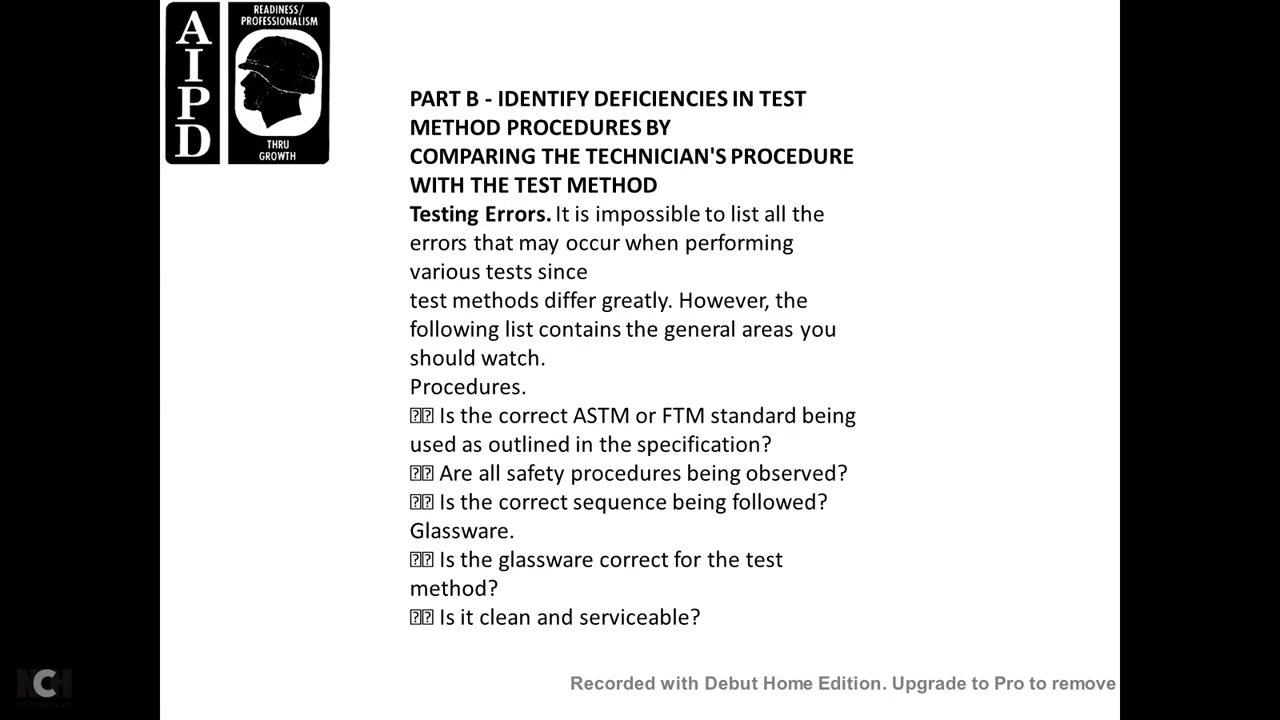 AIPD
READINESS/
PROFESSIONALISM
THRU
GROWTH
PART B - IDENTIFY DEFICIENCIES IN TEST
METHOD PROCEDURES BY
COMPARING THE TECHNICIAN'S PROCEDURE
WITH THE TEST METHOD
Testing Errors. It is impossible to list all the
errors that may occur when performing
various tests since
test methods differ greatly. However, the
following list contains the general areas you
should watch.
Procedures.
⍰⍰ Is the correct ASTM or FTM standard being
used as outlined in the specification?
⍰⍰ Are all safety procedures being observed?
⍰⍰ Is the correct sequence being followed?
Glassware.
⍰⍰ Is the glassware correct for the test
method?
⍰⍰ Is it clean and serviceable?
NCH
Recorded with Debut Home Edition. Upgrade to Pro to remove